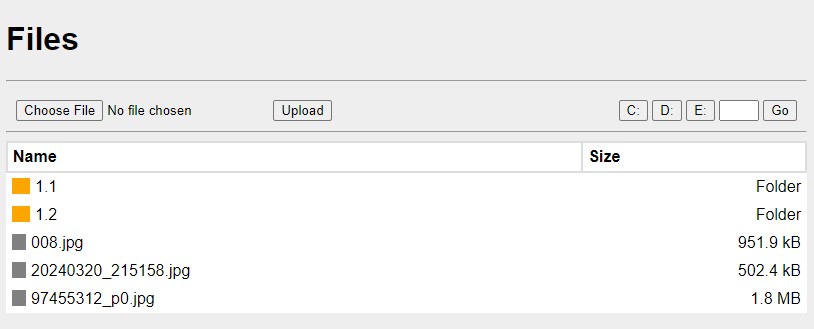 Files
Choose File No file chosen Upload C: D: E: Go
Name Size
1.1 Folder
1.2 Folder
008.jpg 951.9 kB
20240320_215158.jpg 502.4 kB
97455312_p0.jpg 1.8 MB